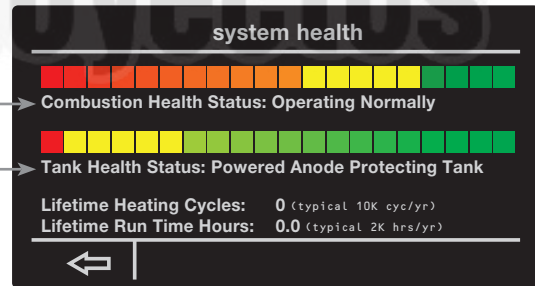 system health
Combustion Health Status: Operating Normally
Tank Health Status: Powered Anode Protecting Tank
Lifetime Heating Cycles: 0 (typical 10K cyc/yr)
Lifetime Run Time Hours: 0.0 (typical 2K hrs/yr)